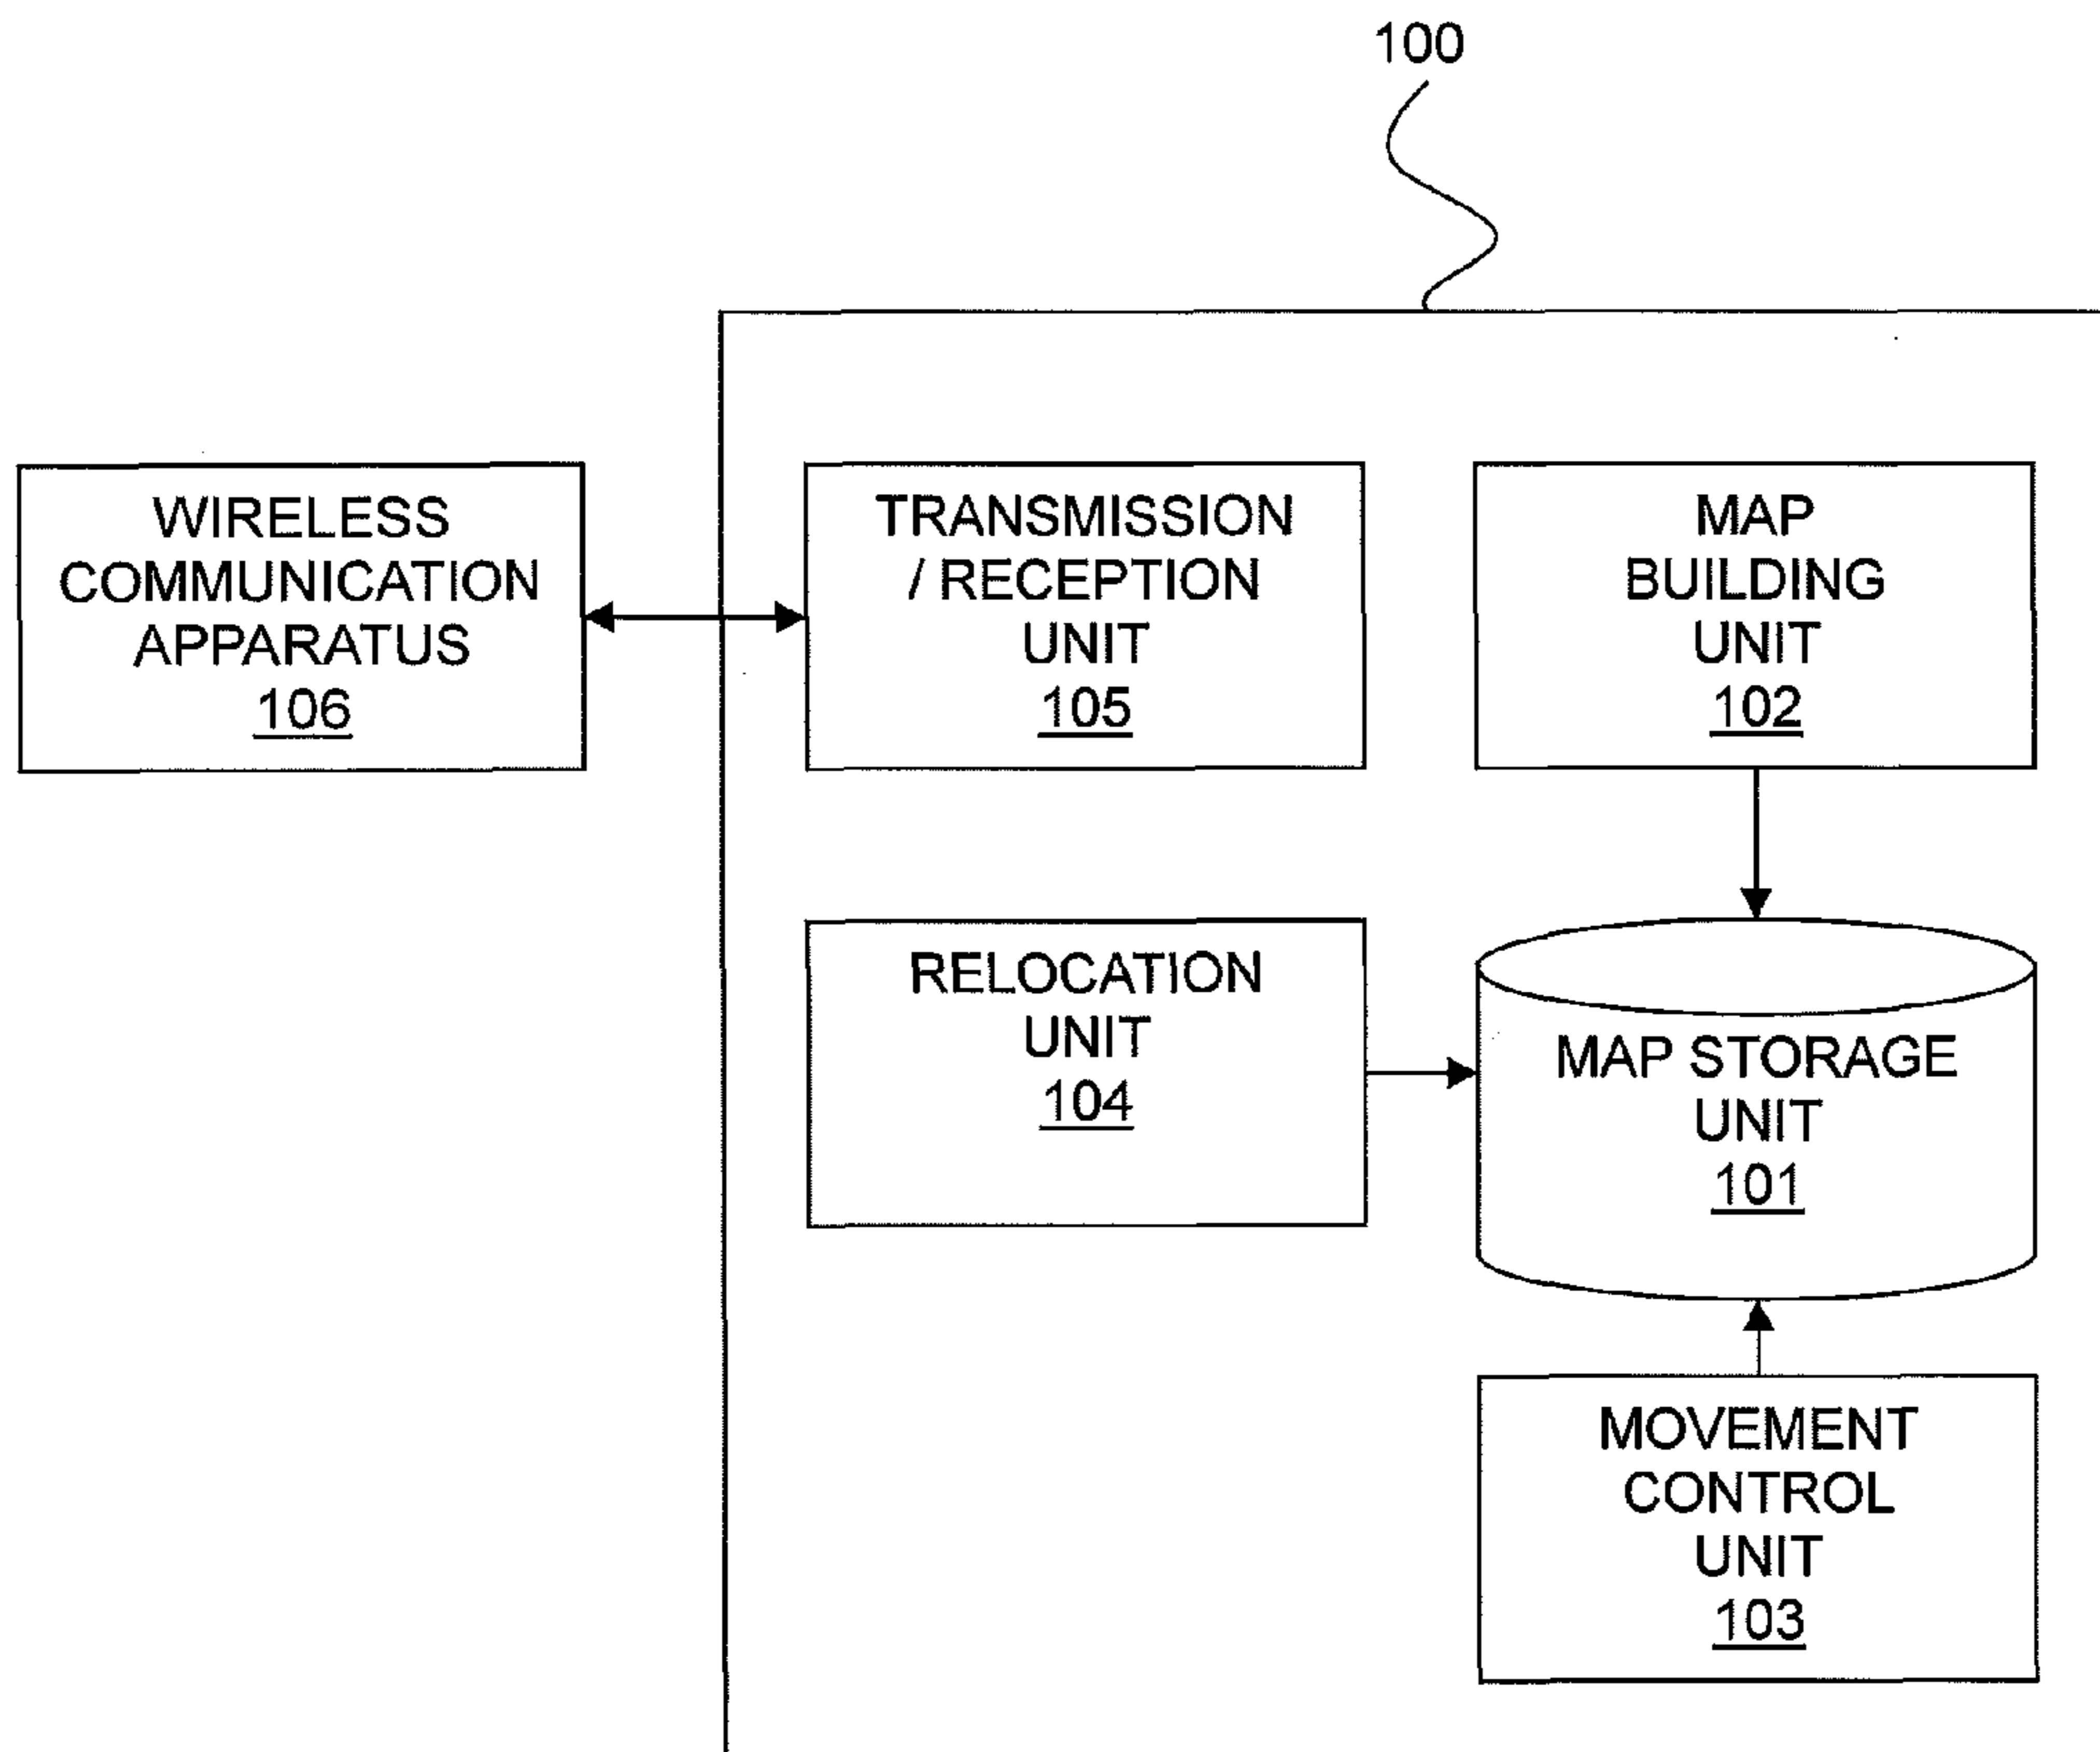 100
WIRELESS
COMMUNICATION
APPARATUS
106
TRANSMISSION
/ RECEPTION
UNIT
105
MAP
BUILDING
UNIT
102
RELOCATION
UNIT
104
MAP STORAGE
UNIT
101
MOVEMENT
CONTROL
UNIT
103